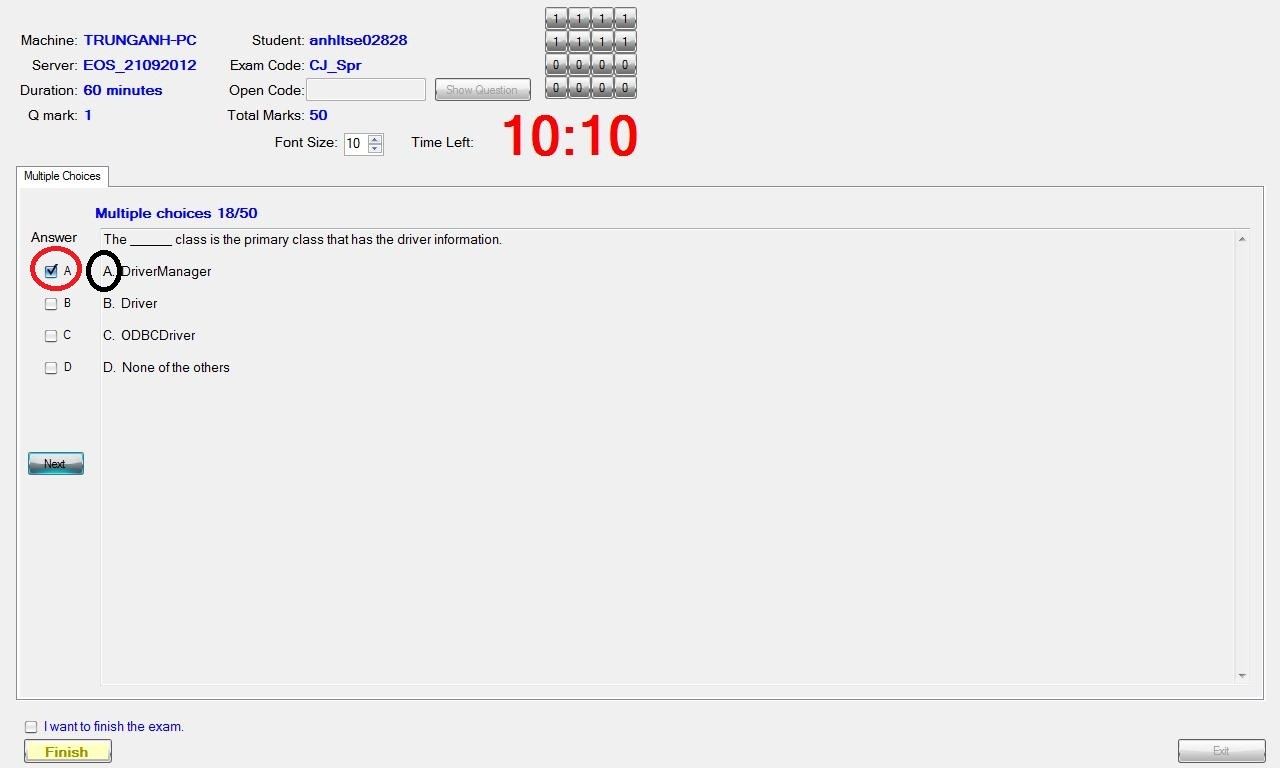 Machine: TRUNGANH-PC Student: anhltse02828
Server: EOS_21092012 Exam Code: CJ_Spr
Duration: 60 minutes Open Code: Show Question
Q mark: 1 Total Marks: 50
Font Size: 10 Time Left: 10:10
1 1 1 1
1 1 1 1
0 0 0 0
0 0 0 0
Multiple Choices
Multiple choices 18/50
Answer
The ______ class is the primary class that has the driver information.
A A. DriverManager
B B. Driver
C C. ODBCDriver
D D. None of the others
Next
I want to finish the exam.
Finish
Exit